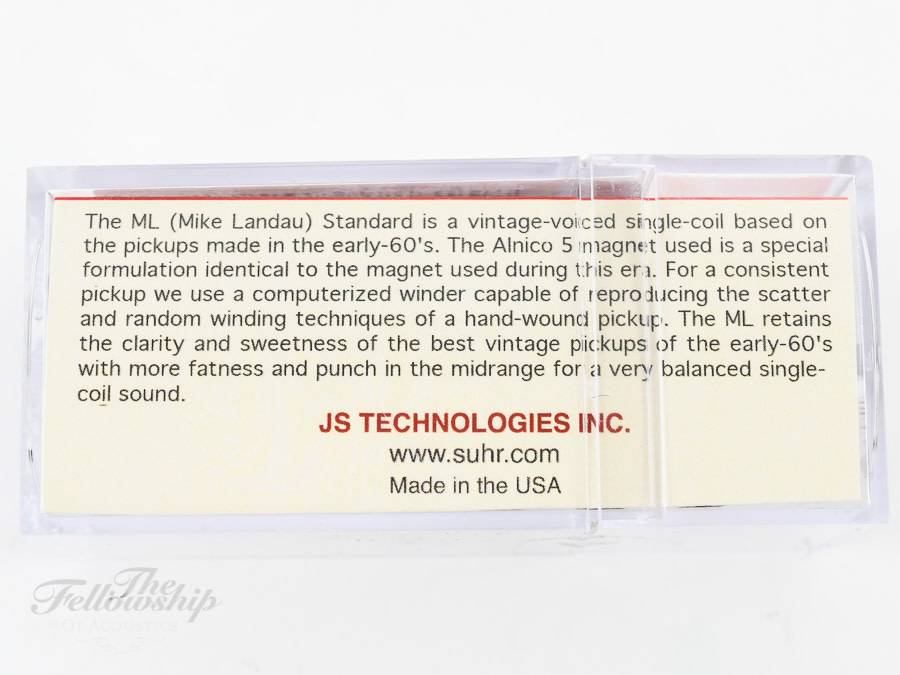 The ML (Mike Landau) Standard is a vintage-voiced single-coil based on
the pickups made in the early-60's. The Alnico 5 magnet used is a special
formulation identical to the magnet used during this era. For a consistent
pickup we use a computerized winder capable of reproducing the scatter
and random winding techniques of a hand-wound pickup. The ML retains
the clarity and sweetness of the best vintage pickups of the early-60's
with more fatness and punch in the midrange for a very balanced single-
coil sound.
JS TECHNOLOGIES INC.
www.suhr.com
Made in the USA
The
Fellowship
OF ACOUSTICS